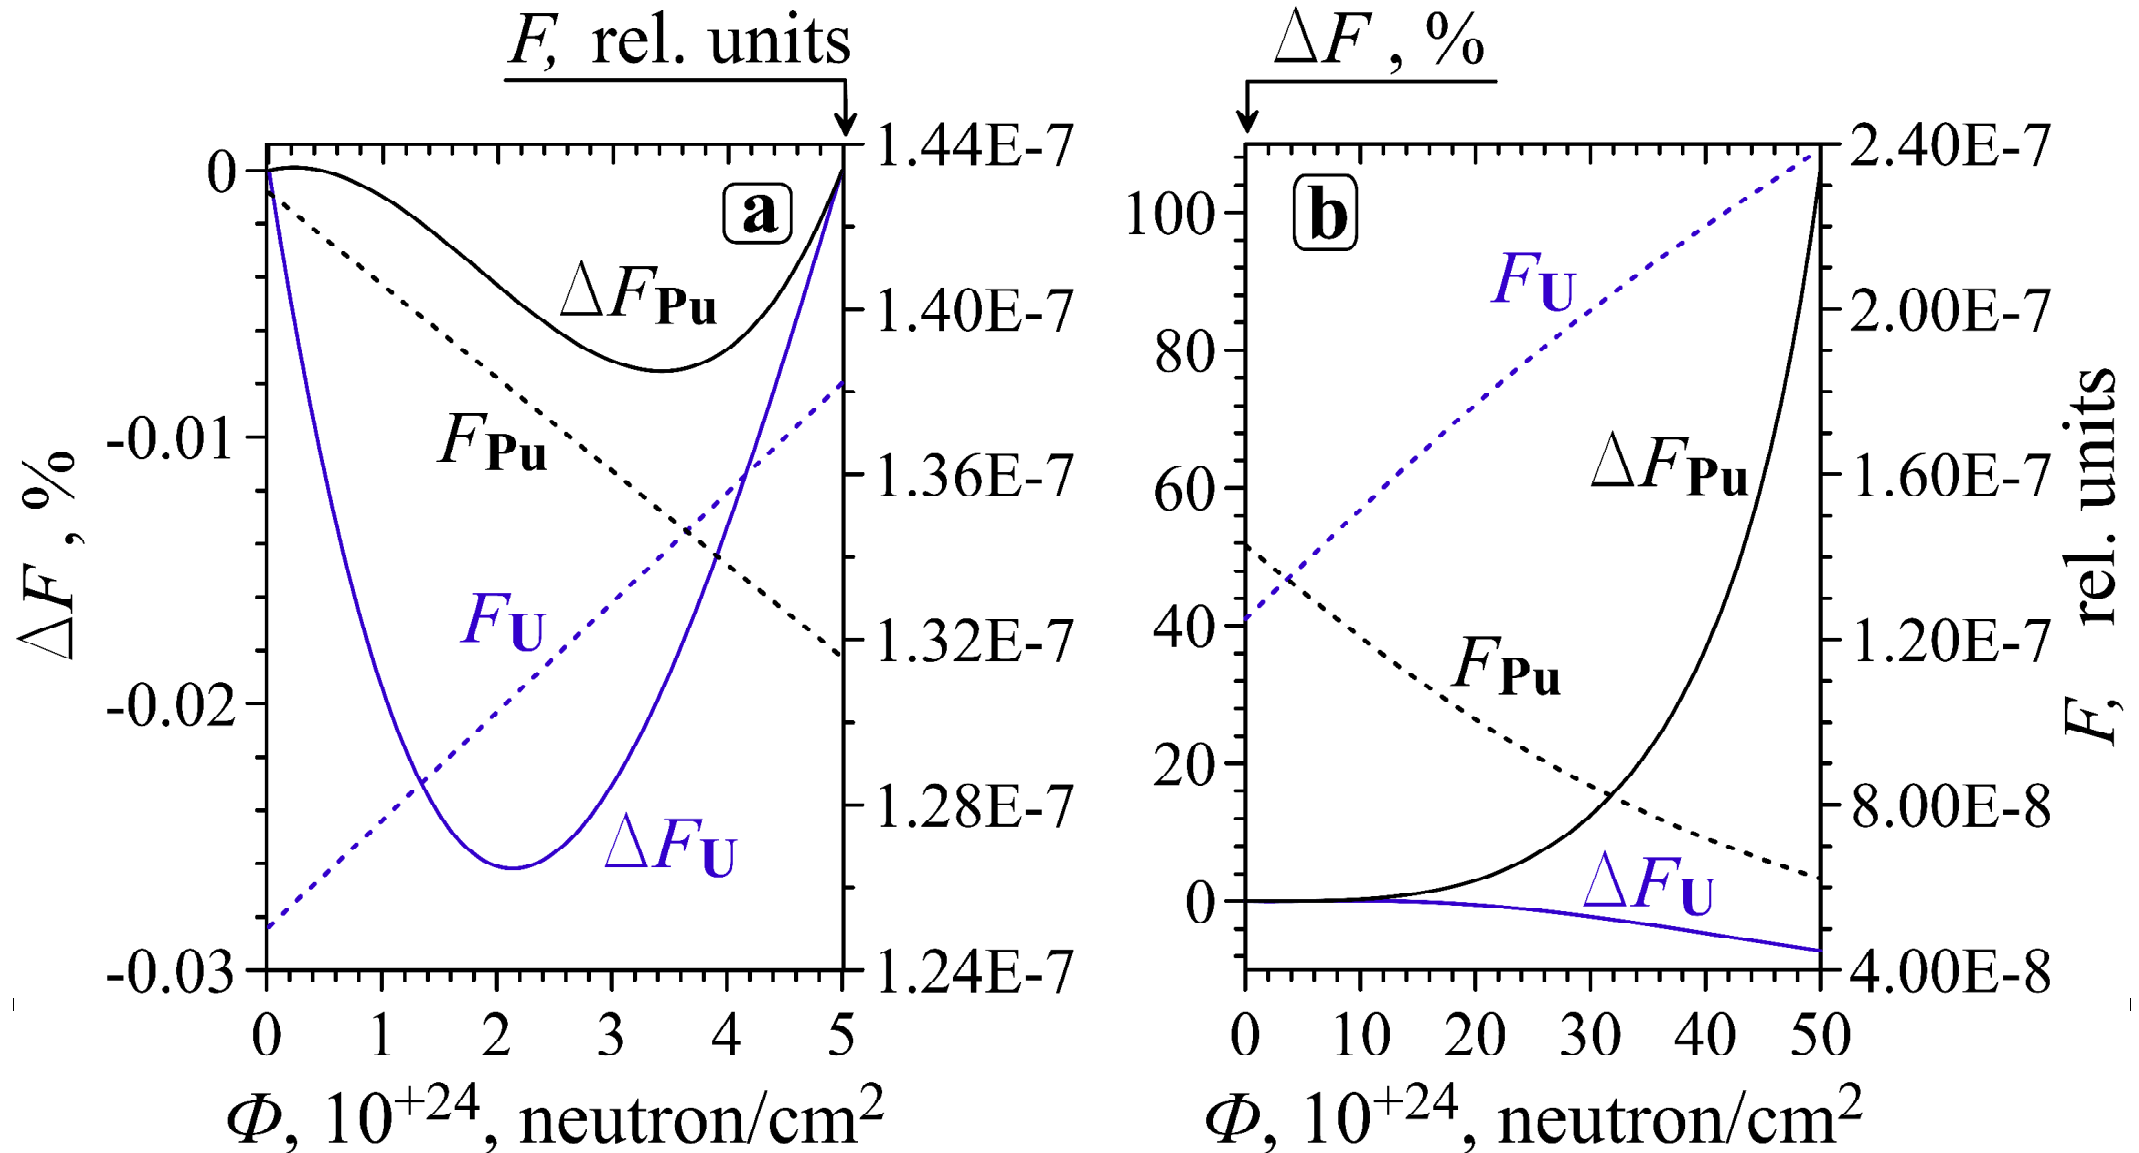 F, rel. units
ΔF, %
a
b
0
-0.01
-0.02
-0.03
ΔF, %
1.44E-7
1.40E-7
1.36E-7
1.32E-7
1.28E-7
1.24E-7
ΔFPu
FPu
FU
ΔFU
0 1 2 3 4 5
Φ, 10+24, neutron/cm2
100
80
60
40
20
0
2.40E-7
2.00E-7
1.60E-7
1.20E-7
8.00E-8
4.00E-8
F, rel. units
FU
ΔFPu
FPu
ΔFU
0 10 20 30 40 50
Φ, 10+24, neutron/cm2